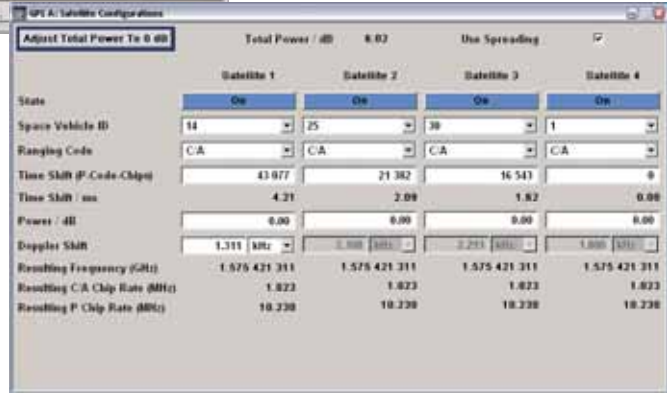 GPS A: Satellite Configurations
Adjust Total Power To 0 dB Total Power / dB 6.02 Use Spreading
Satellite 1 Satellite 2 Satellite 3 Satellite 4
State On On On On
Space Vehicle ID 14 25 30 1
Ranging Code C/A C/A C/A C/A
Time Shift (P-Code-Chips) 43 077 21 382 16 543 0
Time Shift / ms 4.21 2.09 1.62 0.00
Power / dB 0.00 0.00 0.00 0.00
Doppler Shift 1.311 kHz kHz kHz kHz
Resulting Frequency (GHz) 1.575 421 311 1.575 421 311 1.575 421 311 1.575 421 311
Resulting C/A Chip Rate (MHz) 1.023 1.023 1.023 1.023
Resulting P Chip Rate (MHz) 10.230 10.230 10.230 10.230